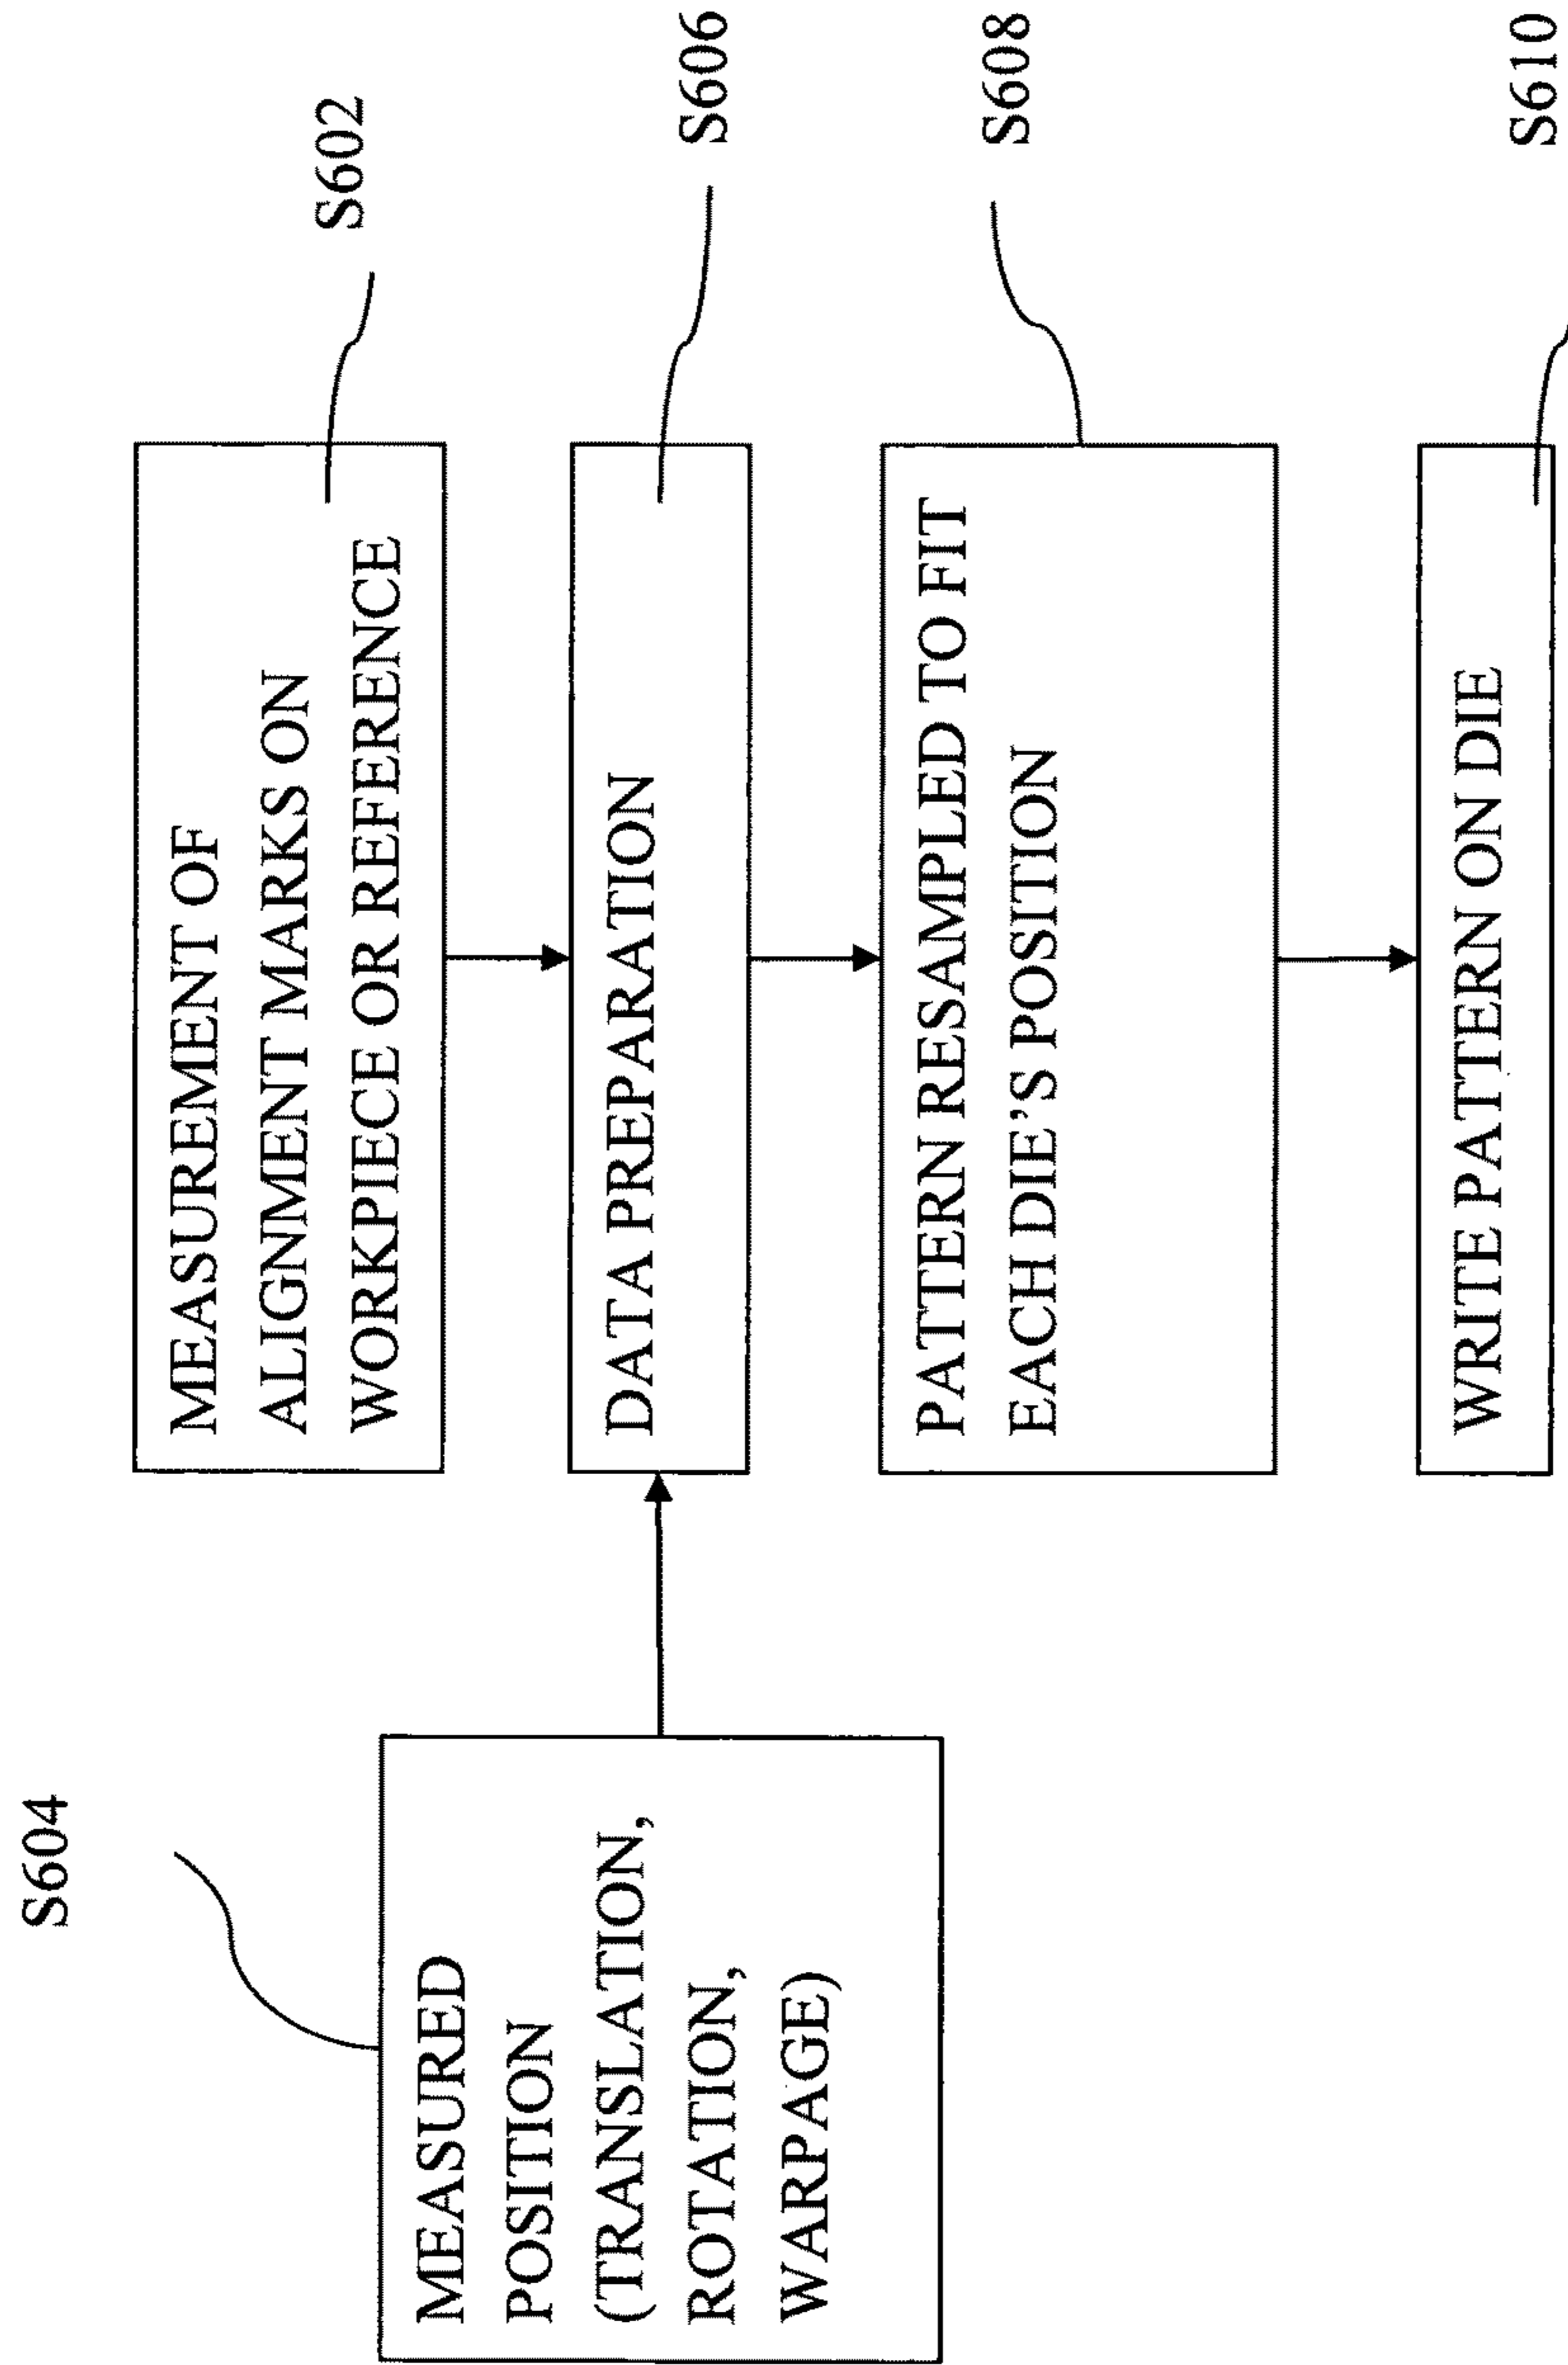 MEASUREMENT OF
ALIGNMENT MARKS ON
WORKPIECE OR REFERENCE
S602
S604
MEASURED
POSITION
(TRANSLATION,
ROTATION,
WARPAGE)
DATA PREPARATION
S606
PATTERN RESAMPLED TO FIT
EACH DIE'S POSITION
S608
WRITE PATTERN ON DIE
S610